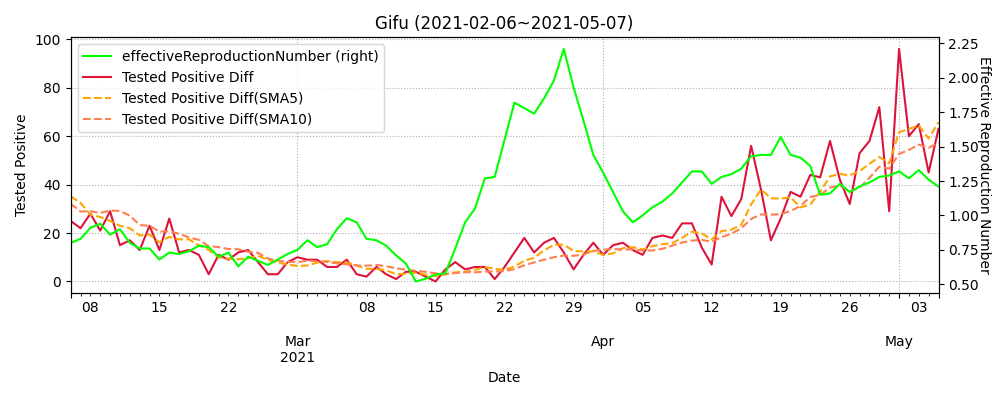 Gifu (2021-02-06~2021-05-07)
effectiveReproductionNumber (right)
Tested Positive Diff
Tested Positive Diff(SMA5)
Tested Positive Diff(SMA10)
Tested Positive
100
80
60
40
20
0
2.25
2.00
1.75
1.50
1.25
1.00
0.75
0.50
Effective Reproduction Number
08 15 22 08 15 22 29 05 12 19 26 03
Mar Apr May
2021
Date